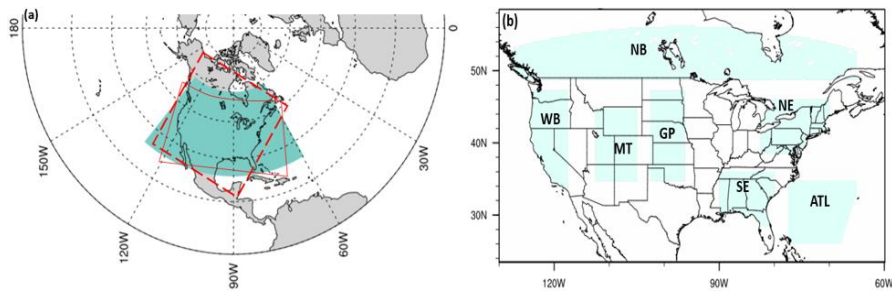 (a)
180
0
150W
30W
120W
60W
90W
(b)
NB
50N
WB
NE
GP
40N
MT
SE
ATL
30N
120W
90W
60W